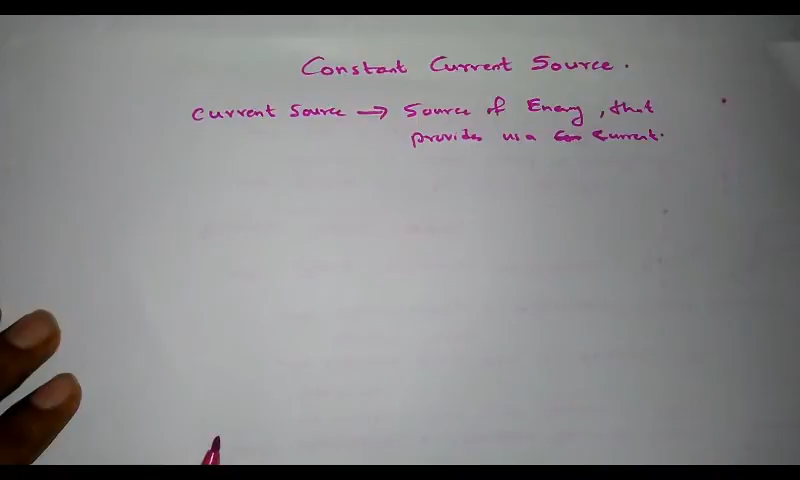 Constant Current Source.
Current Source → Source of Energy, that
provides us a Current.